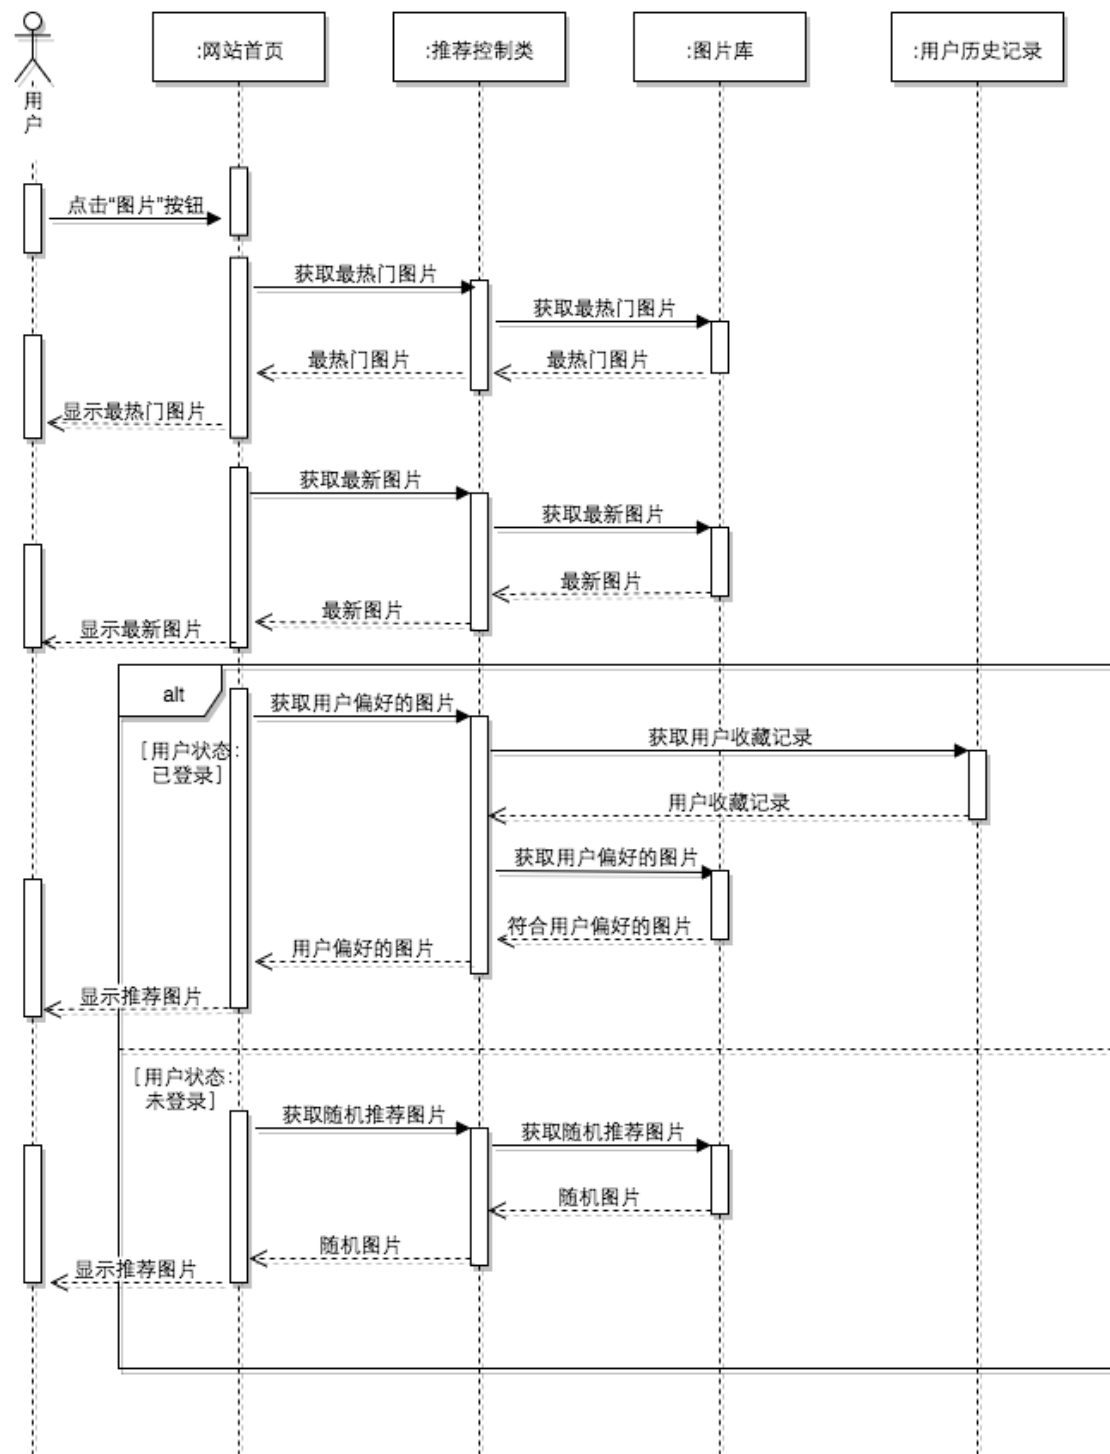 :网站首页
:推荐控制类
:图片库
:用户历史记录
用
户
点击“图片”按钮
获取最热门图片
获取最热门图片
最热门图片
最热门图片
显示最热门图片
获取最新图片
获取最新图片
最新图片
最新图片
显示最新图片
alt
获取用户偏好的图片
[用户状态:
已登录]
获取用户收藏记录
用户收藏记录
获取用户偏好的图片
符合用户偏好的图片
用户偏好的图片
显示推荐图片
[用户状态:
未登录]
获取随机推荐图片
获取随机推荐图片
随机图片
随机图片
显示推荐图片